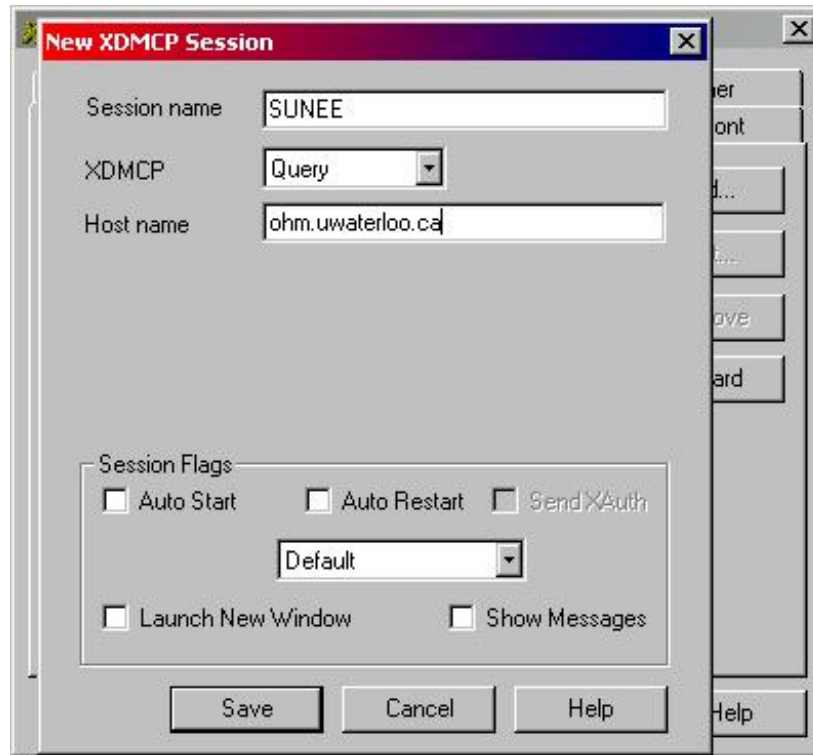 New XDMCP Session
Session name SUNEE
XDMCP Query
Host name ohm.uwaterloo.ca
Session Flags
Auto Start Auto Restart Send XAuth
Default
Launch New Window Show Messages
Save Cancel Help
Help